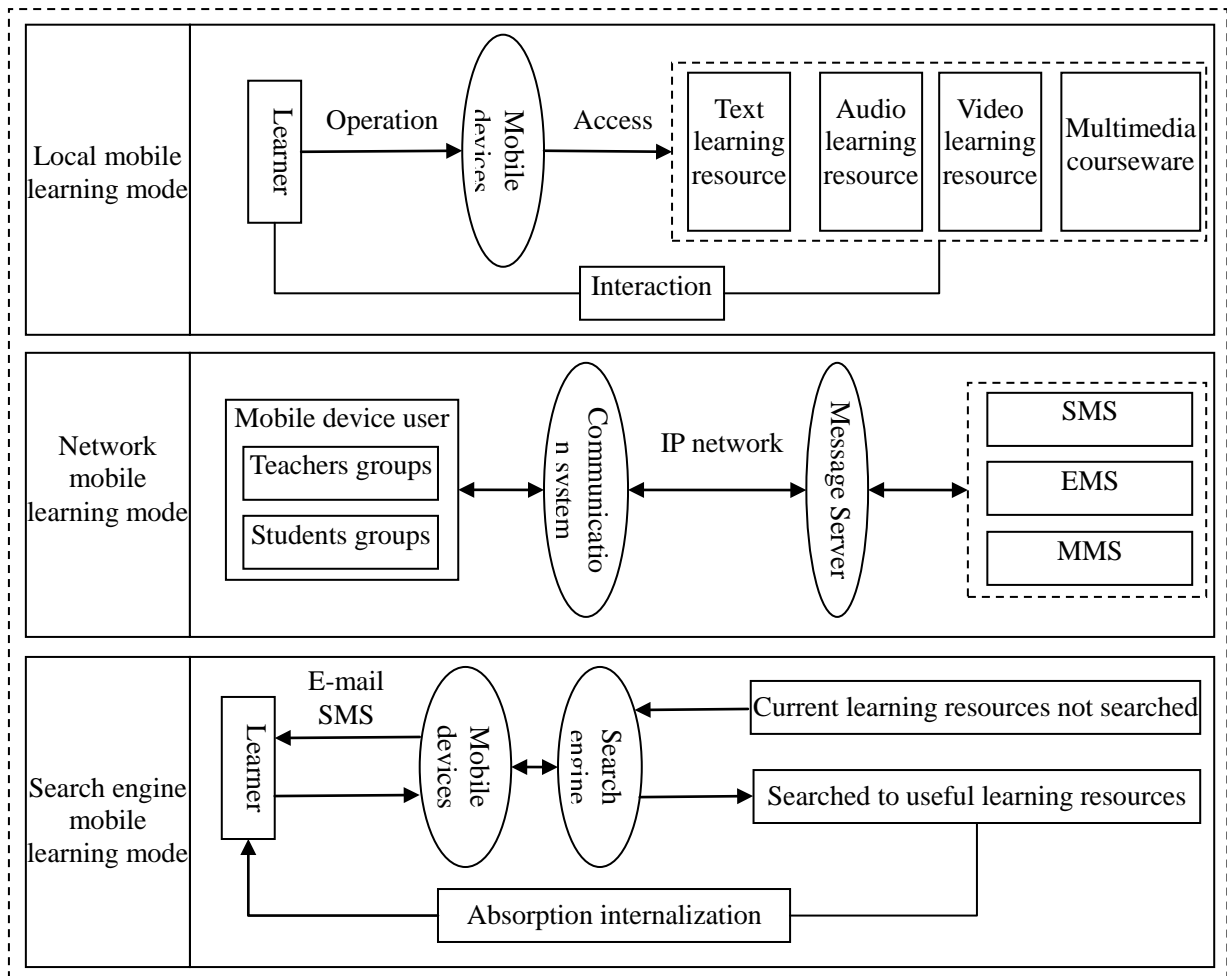 Local mobile
learning mode
Learner
Operation
Mobile
devices
Access
Text
learning
resource
Audio
learning
resource
Video
learning
resource
Multimedia
courseware
Interaction
Network
mobile
learning mode
Mobile device user
Teachers groups
Students groups
Communicatio
n system
IP network
Message Server
SMS
EMS
MMS
Search engine
mobile
learning mode
Learner
E-mail
SMS
Mobile
devices
Search
engine
Current learning resources not searched
Searched to useful learning resources
Absorption internalization